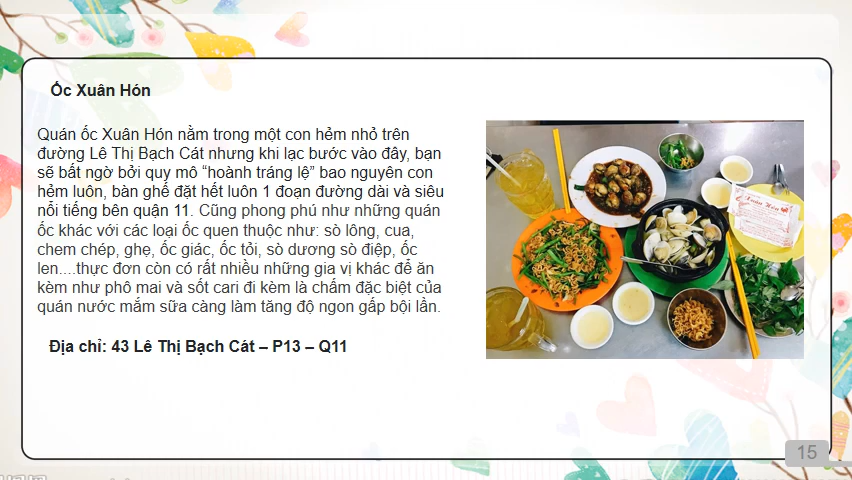 Ốc Xuân Hón
Quán ốc Xuân Hón nằm trong một con hẻm nhỏ trên
đường Lê Thị Bạch Cát nhưng khi lạc bước vào đây, bạn
sẽ bất ngờ bởi quy mô “hoành tráng lệ” bao nguyên con
hẻm luôn, bàn ghế đặt hết luôn 1 đoạn đường dài và siêu
nổi tiếng bên quận 11. Cũng phong phú như những quán
ốc khác với các loại ốc quen thuộc như: sò lông, cua,
chem chép, ghẹ, ốc giác, ốc tỏi, sò dương sò điệp, ốc
len....thực đơn còn có rất nhiều những gia vị khác để ăn
kèm như phô mai và sốt cari đi kèm là chấm đặc biệt của
quán nước mắm sữa càng làm tăng độ ngon gấp bội lần.
Địa chỉ: 43 Lê Thị Bạch Cát – P13 – Q11
Xuân Hón
15